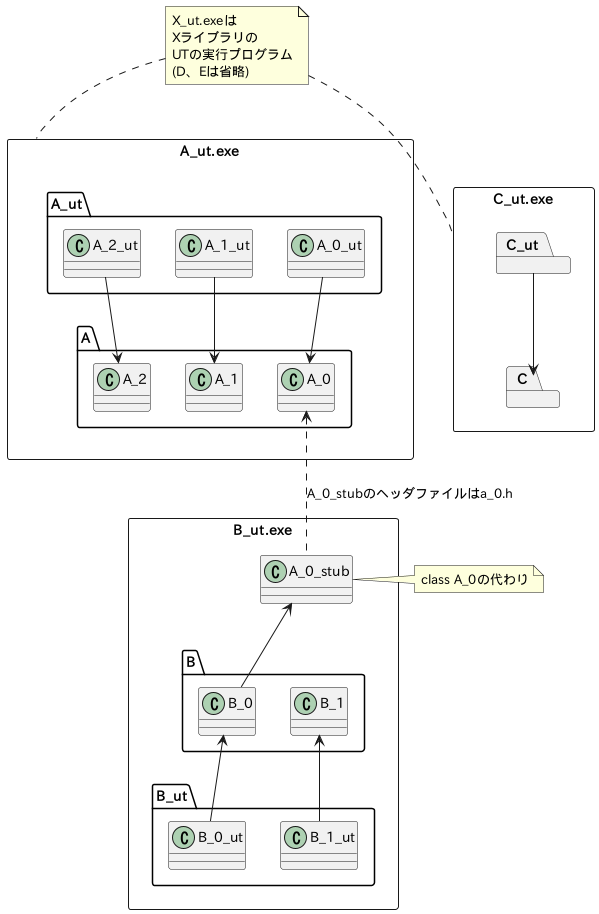 X_ut.exeは
Xライブラリの
UTの実行プログラム
(D、Eは省略)
A_ut.exe
A_ut
C A_2_ut
C A_1_ut
C A_0_ut
A
C A_2
C A_1
C A_0
C_ut.exe
C_ut
C
A_0_stubのヘッダファイルはa_0.h
B_ut.exe
C A_0_stub
class A_0の代わり
B
C B_0
C B_1
B_ut
C B_0_ut
C B_1_ut